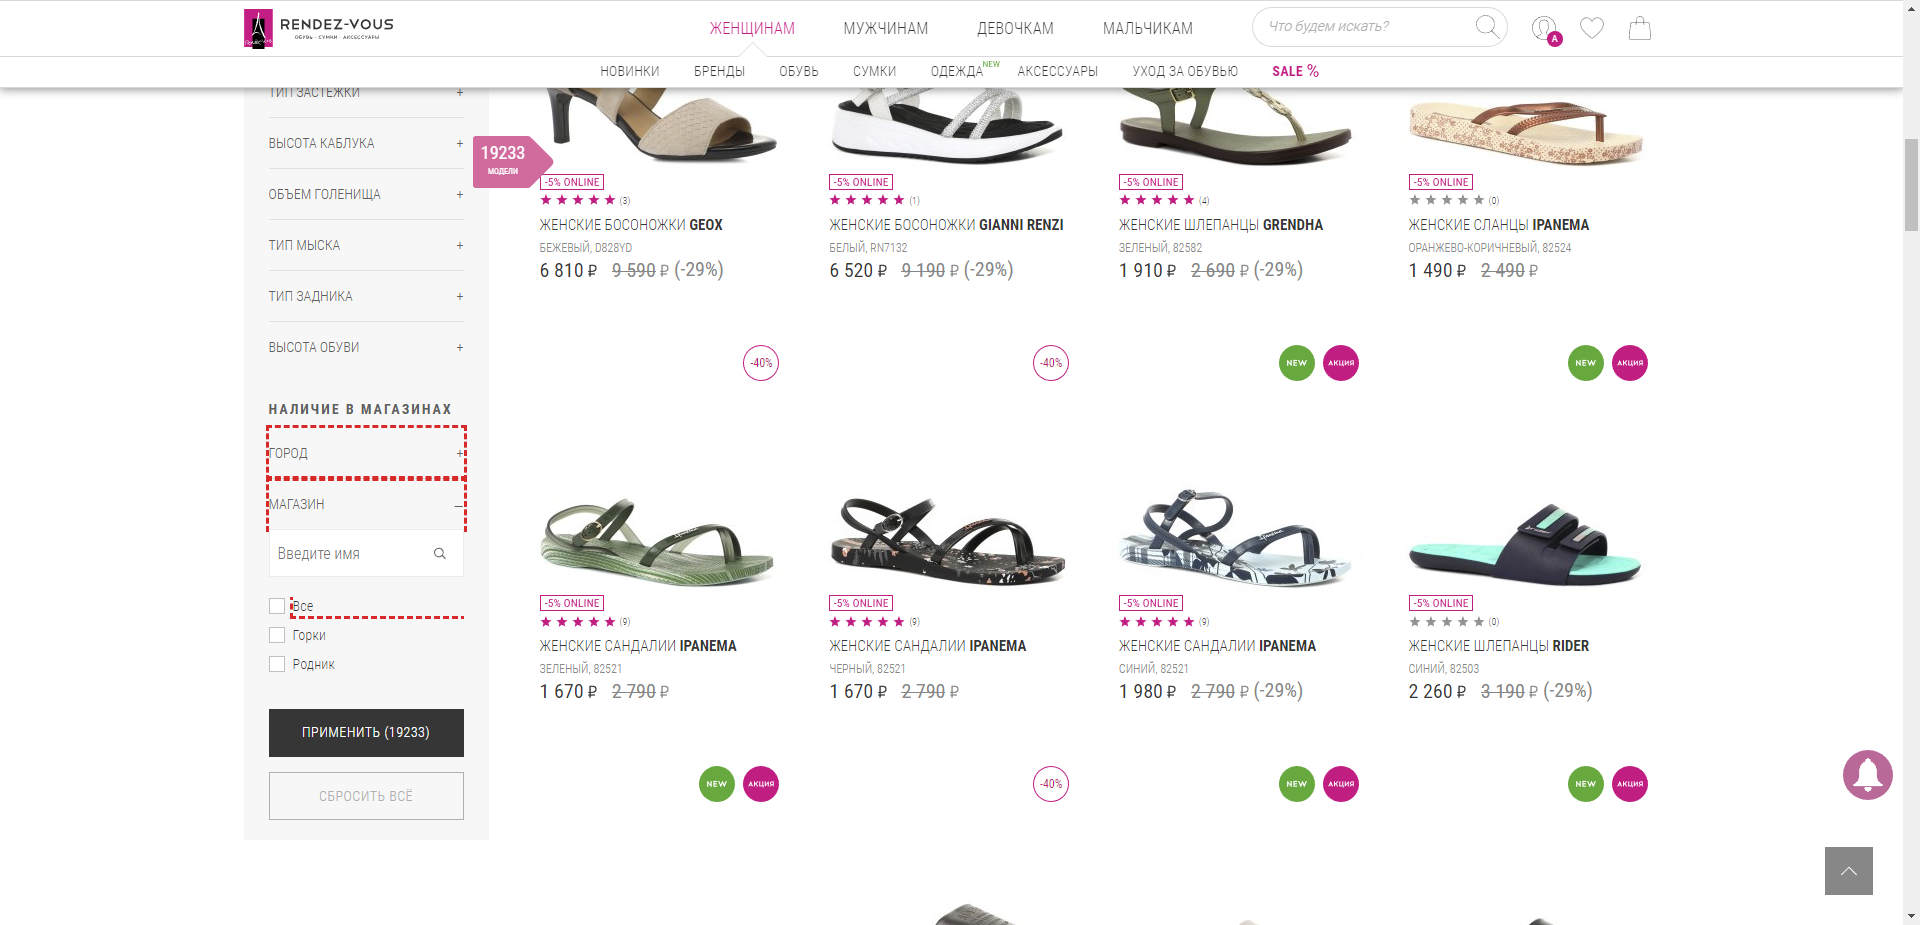 RENDEZ-VOUS
ОБУВЬ · СУМКИ · АКСЕССУАРЫ
ЖЕНЩИНАМ
МУЖЧИНАМ
ДЕВОЧКАМ
МАЛЬЧИКАМ
Что будем искать?
A
НОВИНКИ
БРЕНДЫ
ОБУВЬ
СУМКИ
ОДЕЖДА NEW
АКСЕССУАРЫ
УХОД ЗА ОБУВЬЮ
SALE %
ТИП ЗАСТЕЖКИ +
ВЫСОТА КАБЛУКА +
ОБЪЕМ ГОЛЕНИЩА +
ТИП МЫСКА +
ТИП ЗАДНИКА +
ВЫСОТА ОБУВИ +
19233
МОДЕЛИ
НАЛИЧИЕ В МАГАЗИНАХ
ГОРОД +
МАГАЗИН –
Введите имя
Все
Горки
Родник
ПРИМЕНИТЬ (19233)
СБРОСИТЬ ВСЁ
-5% ONLINE
(3)
ЖЕНСКИЕ БОСОНОЖКИ GEOX
БЕЖЕВЫЙ, D828YD
6 810 ₽ 9 590 ₽ (-29%)
-5% ONLINE
(1)
ЖЕНСКИЕ БОСОНОЖКИ GIANNI RENZI
БЕЛЫЙ, RN7132
6 520 ₽ 9 190 ₽ (-29%)
-5% ONLINE
(4)
ЖЕНСКИЕ ШЛЕПАНЦЫ GRENDHA
ЗЕЛЕНЫЙ, 82582
1 910 ₽ 2 690 ₽ (-29%)
-5% ONLINE
(0)
ЖЕНСКИЕ СЛАНЦЫ IPANEMA
ОРАНЖЕВО-КОРИЧНЕВЫЙ, 82524
1 490 ₽ 2 490 ₽
-40%
-5% ONLINE
(9)
ЖЕНСКИЕ САНДАЛИИ IPANEMA
ЗЕЛЕНЫЙ, 82521
1 670 ₽ 2 790 ₽
-40%
-5% ONLINE
(9)
ЖЕНСКИЕ САНДАЛИИ IPANEMA
ЧЕРНЫЙ, 82521
1 670 ₽ 2 790 ₽
NEW АКЦИЯ
-5% ONLINE
(9)
ЖЕНСКИЕ САНДАЛИИ IPANEMA
СИНИЙ, 82521
1 980 ₽ 2 790 ₽ (-29%)
NEW АКЦИЯ
-5% ONLINE
(0)
ЖЕНСКИЕ ШЛЕПАНЦЫ RIDER
СИНИЙ, 82503
2 260 ₽ 3 190 ₽ (-29%)
NEW АКЦИЯ
-40%
NEW АКЦИЯ
NEW АКЦИЯ